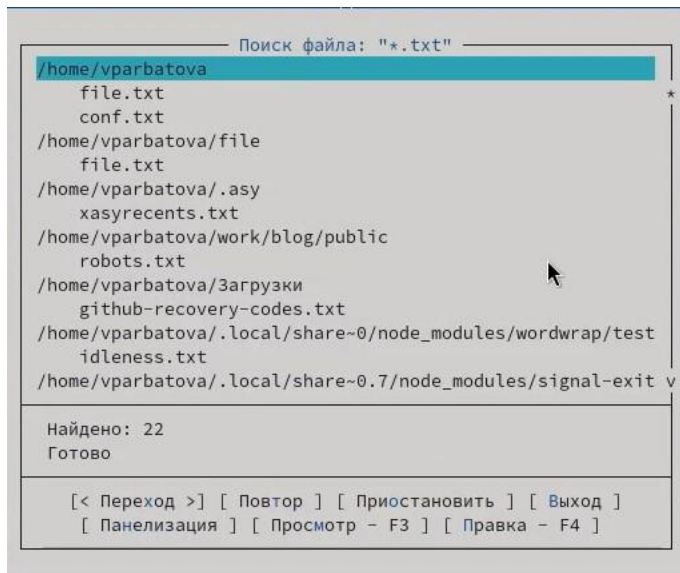 Поиск файла: "*.txt"
/home/vparbatova
file.txt
conf.txt
/home/vparbatova/file
file.txt
/home/vparbatova/.asy
xasyrecents.txt
/home/vparbatova/work/blog/public
robots.txt
/home/vparbatova/Загрузки
github-recovery-codes.txt
/home/vparbatova/.local/share~0/node_modules/wordwrap/test
idleness.txt
/home/vparbatova/.local/share~0.7/node_modules/signal-exit v
Найдено: 22
Готово
[< Переход >] [ Повтор ] [ Приостановить ] [ Выход ]
[ Панелизация ] [ Просмотр - F3 ] [ Правка - F4 ]